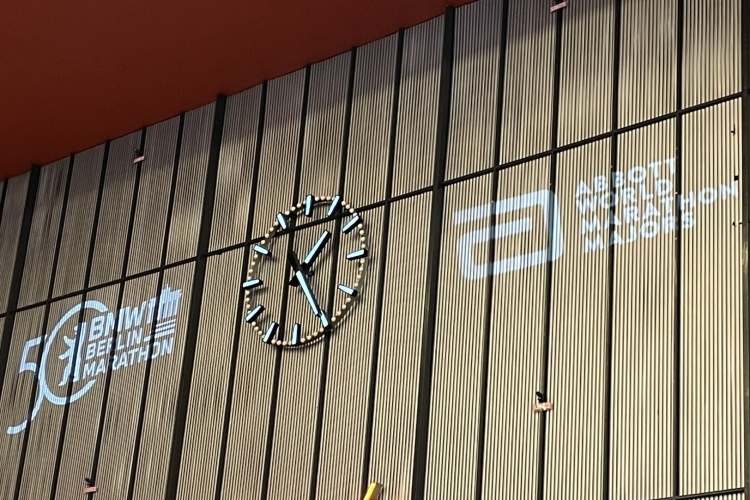 50
BMW
BERLIN
MARATHON
ABBOTT
WORLD
MARATHON
MAJORS